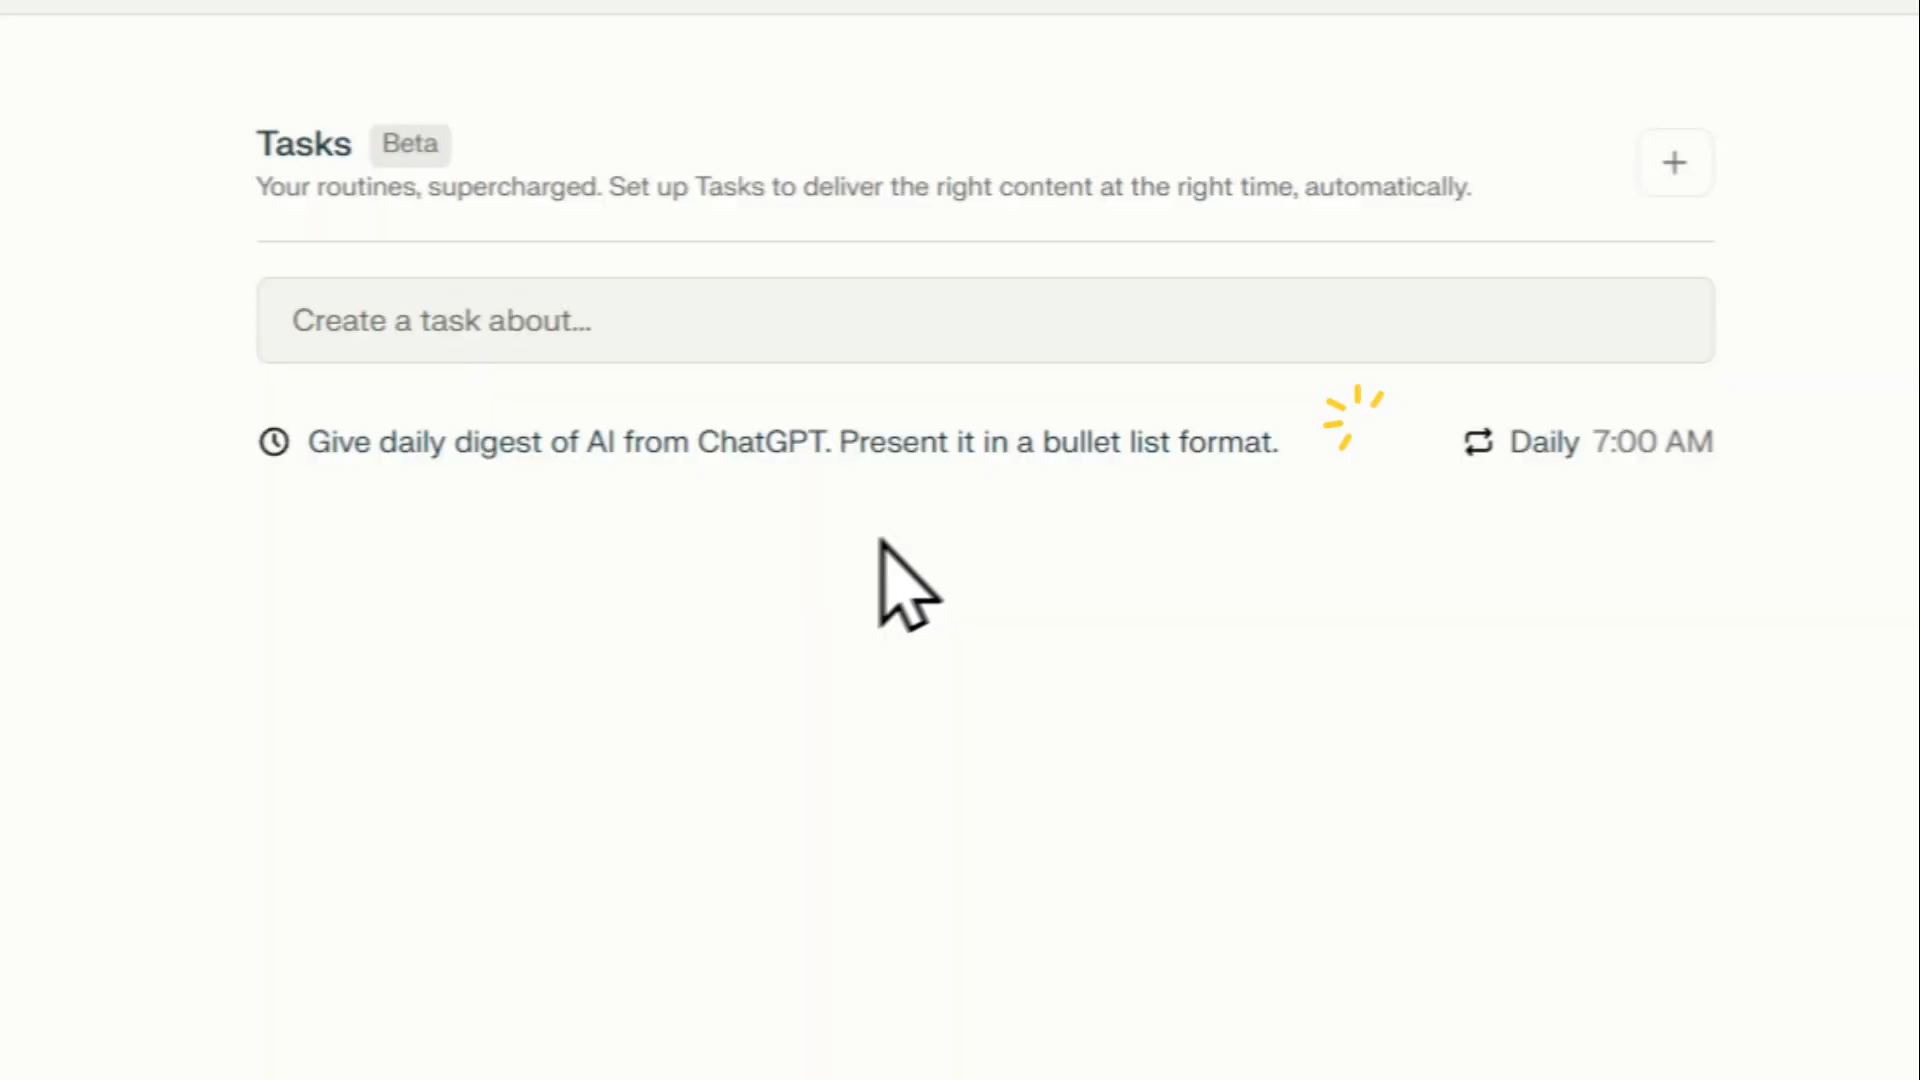 Tasks Beta
Your routines, supercharged. Set up Tasks to deliver the right content at the right time, automatically.
Create a task about...
Give daily digest of AI from ChatGPT. Present it in a bullet list format. Daily 7:00 AM